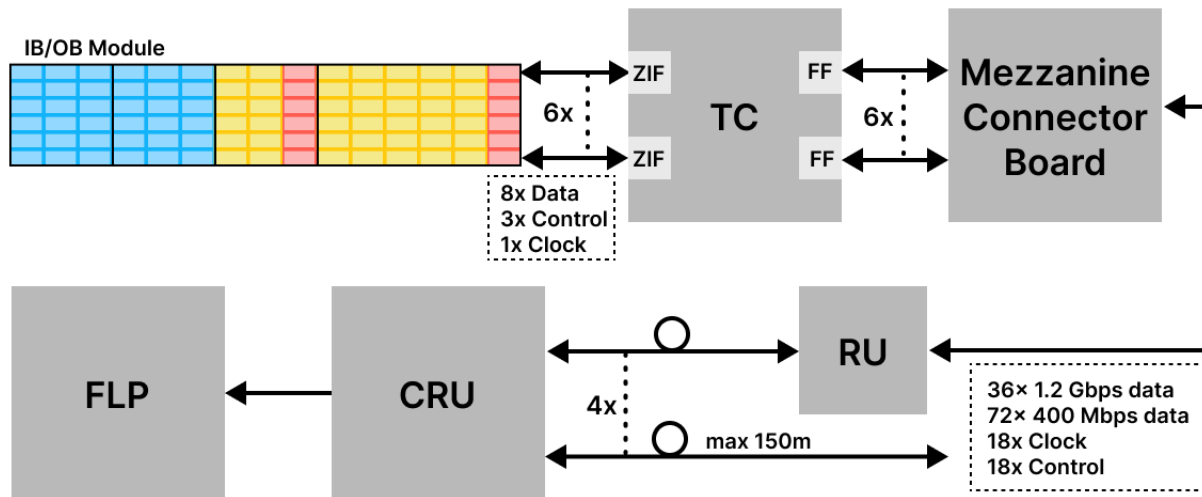 IB/OB Module
6x
8x Data
3x Control
1x Clock
ZIF
ZIF
TC
FF
FF
6x
Mezzanine
Connector
Board
FLP
CRU
4x
max 150m
RU
36× 1.2 Gbps data
72× 400 Mbps data
18x Clock
18x Control